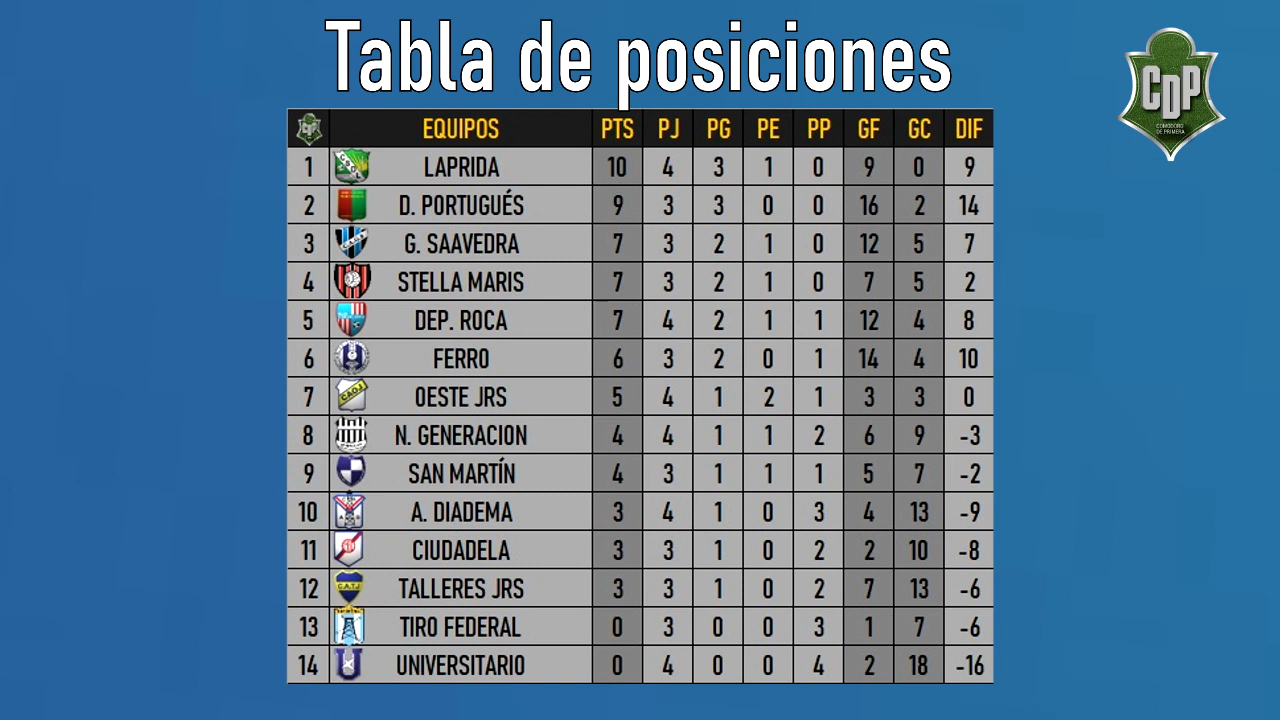 Tabla de posiciones
CDP
COMODORO
DE PRIMERA
EQUIPOS PTS PJ PG PE PP GF GC DIF
1 LAPRIDA 10 4 3 1 0 9 0 9
2 D. PORTUGUÉS 9 3 3 0 0 16 2 14
3 G. SAAVEDRA 7 3 2 1 0 12 5 7
4 STELLA MARIS 7 3 2 1 0 7 5 2
5 DEP. ROCA 7 4 2 1 1 12 4 8
6 FERRO 6 3 2 0 1 14 4 10
7 CAOJ OESTE JRS 5 4 1 2 1 3 3 0
8 N. GENERACION 4 4 1 1 2 6 9 -3
9 SAN MARTÍN 4 3 1 1 1 5 7 -2
10 A. DIADEMA 3 4 1 0 3 4 13 -9
11 CIUDADELA 3 3 1 0 2 2 10 -8
12 C.A.T.J TALLERES JRS 3 3 1 0 2 7 13 -6
13 TIRO FEDERAL 0 3 0 0 3 1 7 -6
14 UNIVERSITARIO 0 4 0 0 4 2 18 -16